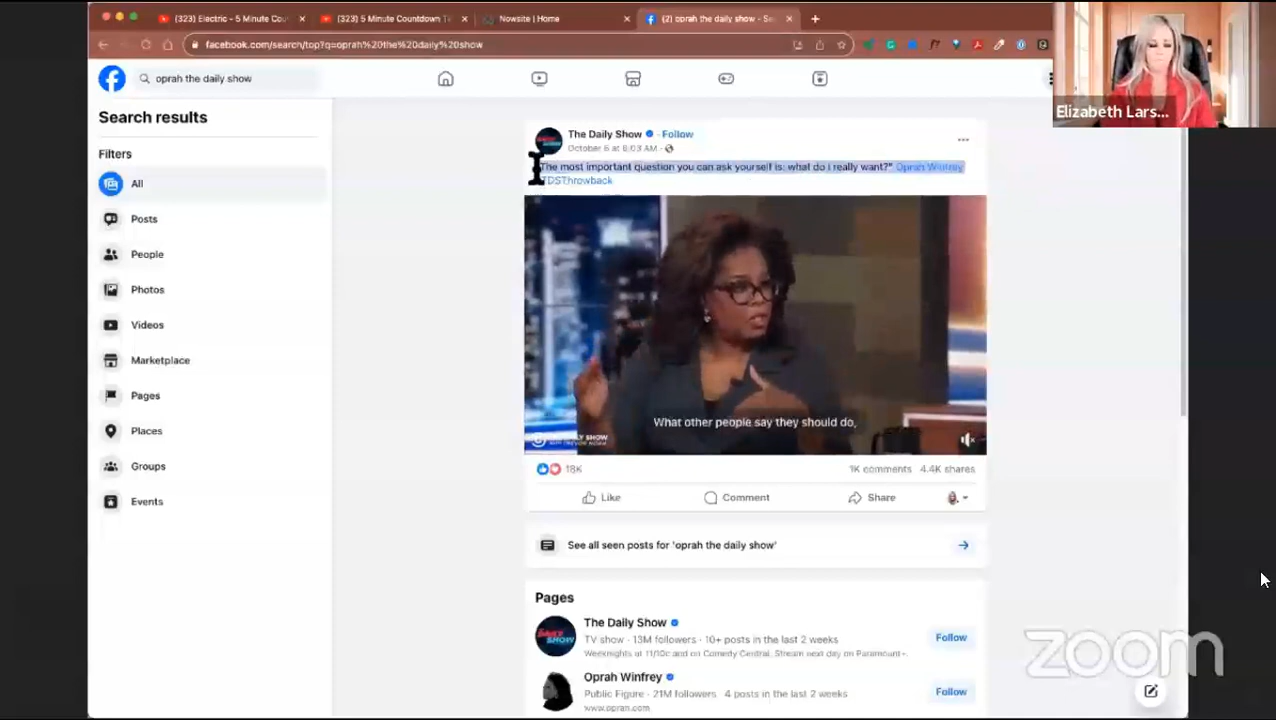 (323) Electric - 5 Minute Cou
(323) 5 Minute Countdown Ti
Nowsite | Home
(2) oprah the daily show - Se
facebook.com/search/top?q=oprah%20the%20daily%20show
oprah the daily show
Elizabeth Lars...
Search results
Filters
All
Posts
People
Photos
Videos
Marketplace
Pages
Places
Groups
Events
The Daily Show · Follow
October 6 at 8:03 AM ·
The most important question you can ask yourself is: what do i really want?" Oprah Winfrey
TDSThrowback
What other people say they should do,
THE DAILY SHOW
18K
1K comments 4.4K shares
Like
Comment
Share
See all seen posts for 'oprah the daily show'
Pages
The Daily Show
TV show · 13M followers · 10+ posts in the last 2 weeks
Weeknights at 11/10c and on Comedy Central. Stream next day on Paramount+.
Follow
Oprah Winfrey
Public Figure · 21M followers · 4 posts in the last 2 weeks
www.oprah.com
Follow
zoom